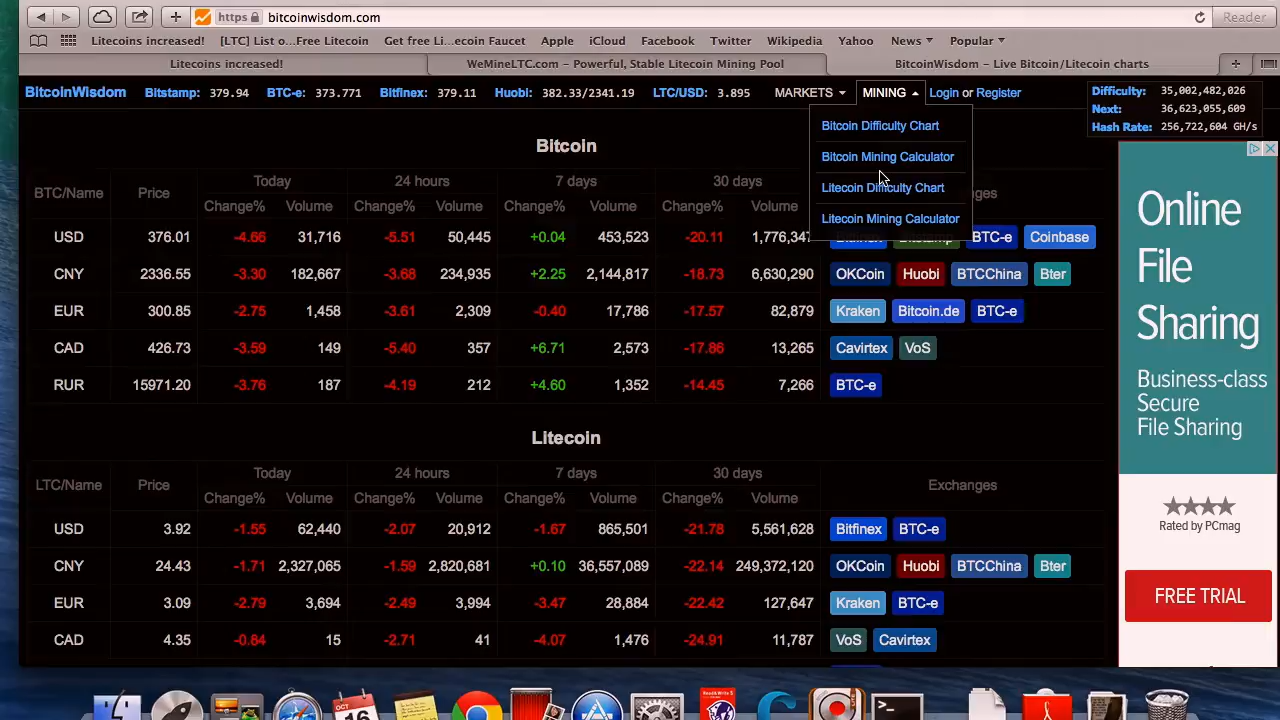 https bitcoinwisdom.com Reader
Litecoins increased! [LTC] List o...Free Litecoin Get free Li...ecoin Faucet Apple iCloud Facebook Twitter Wikipedia Yahoo News Popular
Litecoins increased! WeMineLTC.com – Powerful, Stable Litecoin Mining Pool BitcoinWisdom – Live Bitcoin/Litecoin charts
BitcoinWisdom Bitstamp: 379.94 BTC-e: 373.771 Bitfinex: 379.11 Huobi: 382.33/2341.19 LTC/USD: 3.895 MARKETS MINING Login or Register
Difficulty: 35,002,482,026
Next: 36,623,055,609
Hash Rate: 256,722,604 GH/s
Bitcoin Difficulty Chart
Bitcoin Mining Calculator
Litecoin Difficulty Chart
Litecoin Mining Calculator
Bitcoin
BTC/Name Price Today 24 hours 7 days 30 days
Change% Volume Change% Volume Change% Volume Change% Volume
USD 376.01 -4.66 31,716 -5.51 50,445 +0.04 453,523 -20.11 1,776,347 Bitfinex Bitstamp BTC-e Coinbase
CNY 2336.55 -3.30 182,667 -3.68 234,935 +2.25 2,144,817 -18.73 6,630,290 OKCoin Huobi BTCChina Bter
EUR 300.85 -2.75 1,458 -3.61 2,309 -0.40 17,786 -17.57 82,879 Kraken Bitcoin.de BTC-e
CAD 426.73 -3.59 149 -5.40 357 +6.71 2,573 -17.86 13,265 Cavirtex VoS
RUR 15971.20 -3.76 187 -4.19 212 +4.60 1,352 -14.45 7,266 BTC-e
Litecoin
LTC/Name Price Today 24 hours 7 days 30 days Exchanges
Change% Volume Change% Volume Change% Volume Change% Volume
USD 3.92 -1.55 62,440 -2.07 20,912 -1.67 865,501 -21.78 5,561,628 Bitfinex BTC-e
CNY 24.43 -1.71 2,327,065 -1.59 2,820,681 +0.10 36,557,089 -22.14 249,372,120 OKCoin Huobi BTCChina Bter
EUR 3.09 -2.79 3,694 -2.49 3,994 -3.47 28,884 -22.42 127,647 Kraken BTC-e
CAD 4.35 -0.84 15 -2.71 41 -4.07 1,476 -24.91 11,787 VoS Cavirtex
Online
File
Sharing
Business-class
Secure
File Sharing
Rated by PCmag
FREE TRIAL
OCT
16